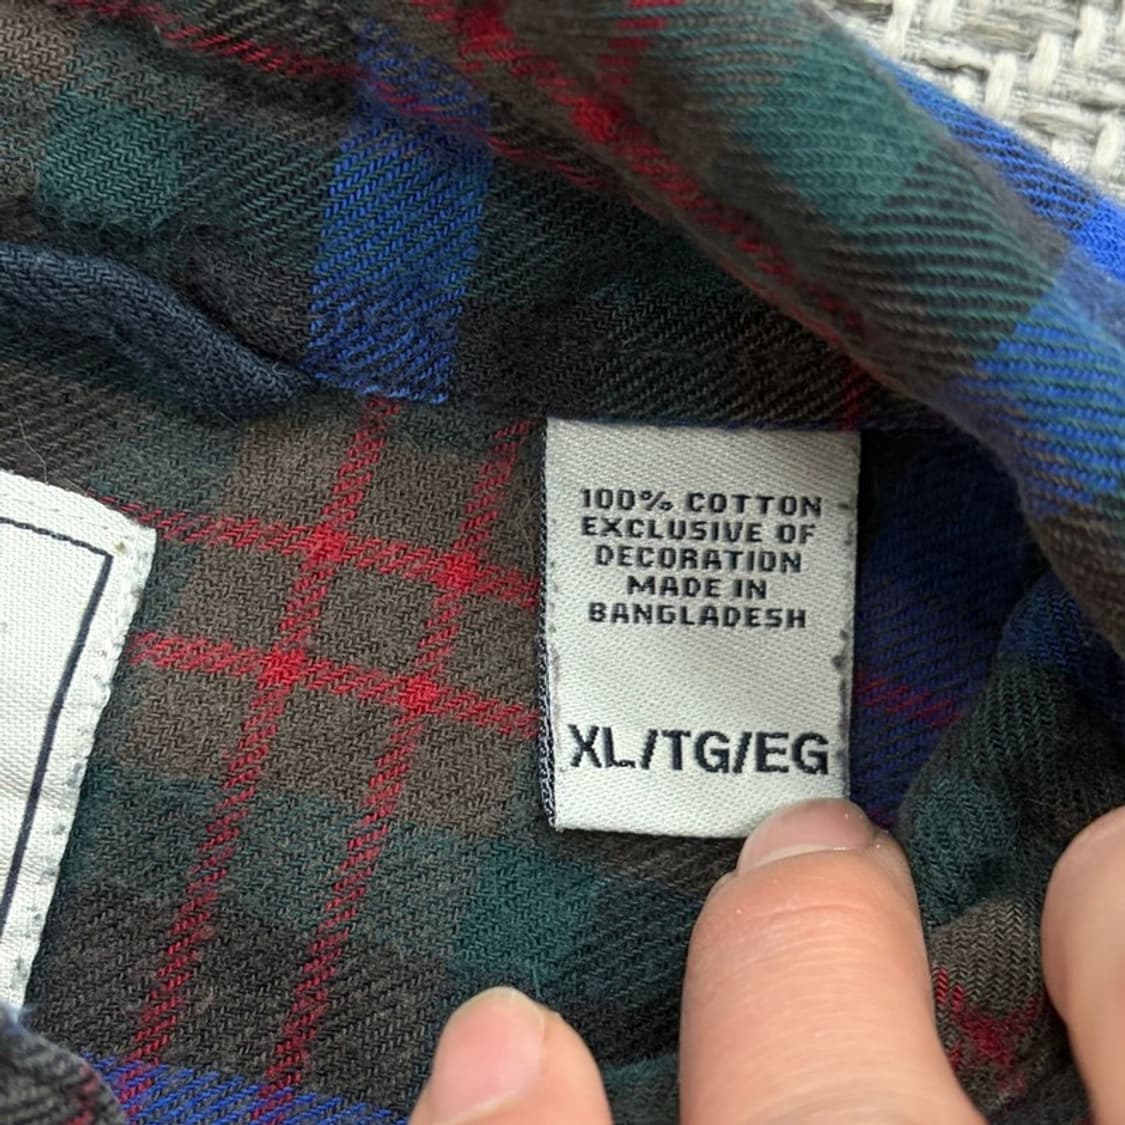 100% COTTON
EXCLUSIVE OF
DECORATION
MADE IN
BANGLADESH
XL/TG/EG